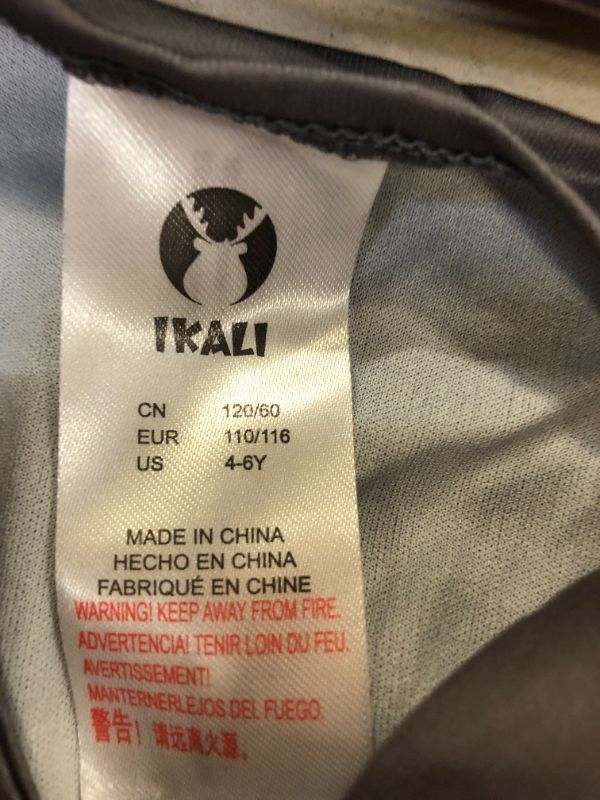 IKALI
CN 120/60
EUR 110/116
US 4-6Y
MADE IN CHINA
HECHO EN CHINA
FABRIQUÉ EN CHINE
WARNING! KEEP AWAY FROM FIRE.
ADVERTENCIA! TENIR LOIN DU FEU.
AVERTISSEMENT!
MANTERNERLEJOS DEL FUEGO.
警告！请远离火源。